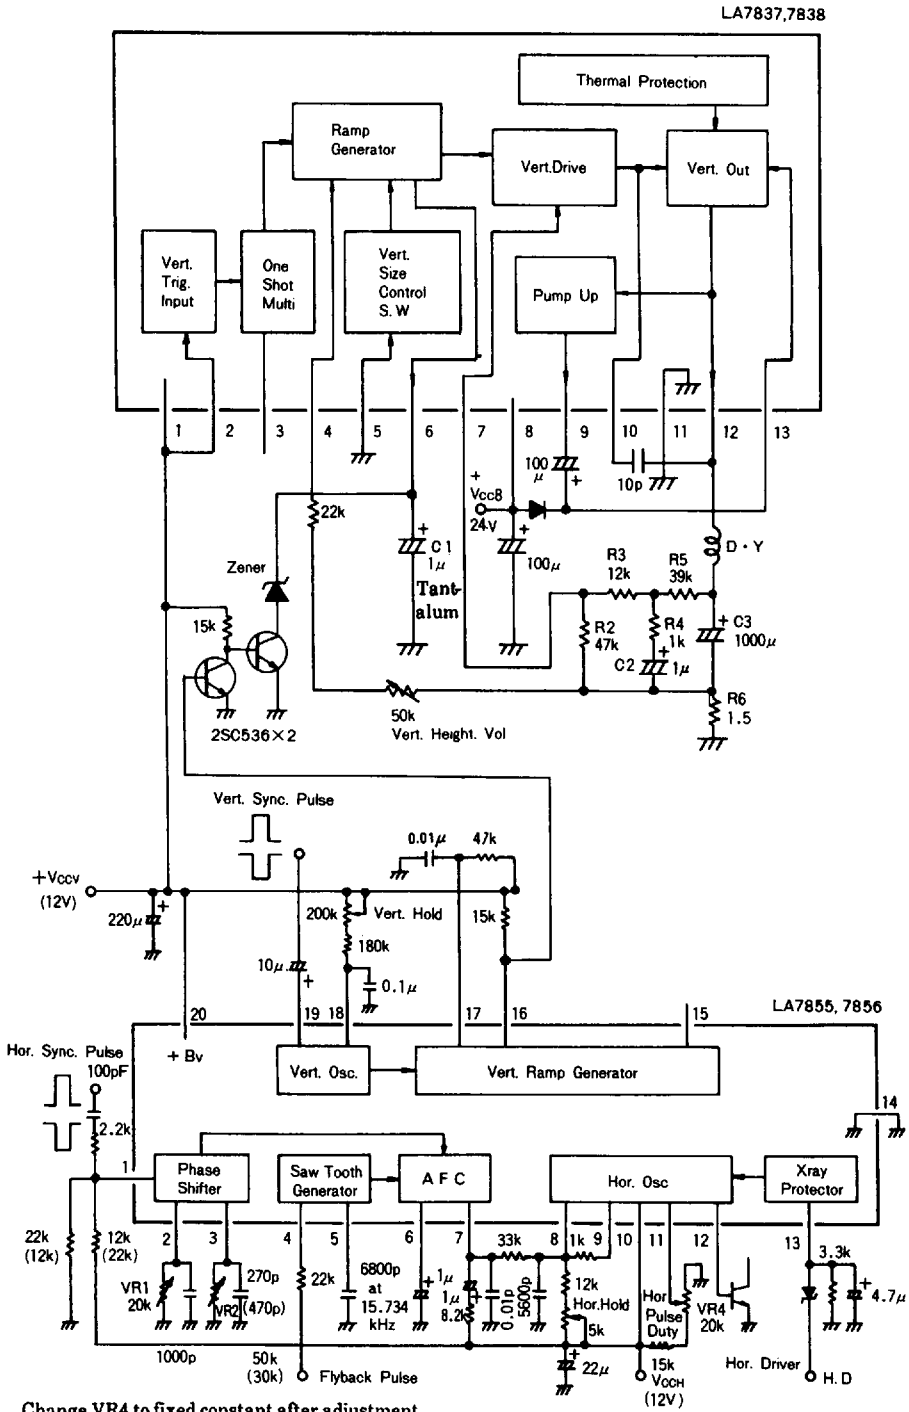 LA7837,7838
Thermal Protection
Ramp
Generator
Vert.Drive
Vert. Out
Vert.
Trig.
Input
One
Shot
Multi
Vert.
Size
Control
S. W
Pump Up
1
2
3
4
5
6
7
8
9
10
11
12
13
+
Vcc8
24V
100
μ
+
10p
22k
+
C1
1μ
Tant-
alum
+
100μ
D · Y
R3
12k
R5
39k
R2
47k
R4
1k
C2
+
1μ
+
C3
1000μ
R6
1.5
Zener
15k
2SC536×2
50k
Vert. Height. Vol
Vert. Sync. Pulse
0.01μ
47k
+Vccv
(12V)
220μ
+
200k
Vert. Hold
180k
15k
10μ
+
0.1μ
20
19
18
17
16
15
LA7855, 7856
+ Bv
Hor. Sync. Pulse
100pF
Vert. Osc.
Vert. Ramp Generator
2.2k
14
1
Phase
Shifter
Saw Tooth
Generator
A F C
Hor. Osc
Xray
Protector
2
3
4
5
6
7
8
9
10
11
12
13
22k
(12k)
12k
(22k)
VR1
20k
VR2
270p
(470p)
22k
6800p
at
15.734
kHz
+
1μ
1μ
+
8.2k
33k
1k
0.01p
5600p
12k
Hor.Hold
5k
Hor
Pulse
Duty
VR4
20k
3.3k
+
4.7μ
1000p
50k
(30k)
Flyback Pulse
+
22μ
15k
VccH
(12V)
Hor. Driver
H.D
Change VR4 to fixed constant after adjustment